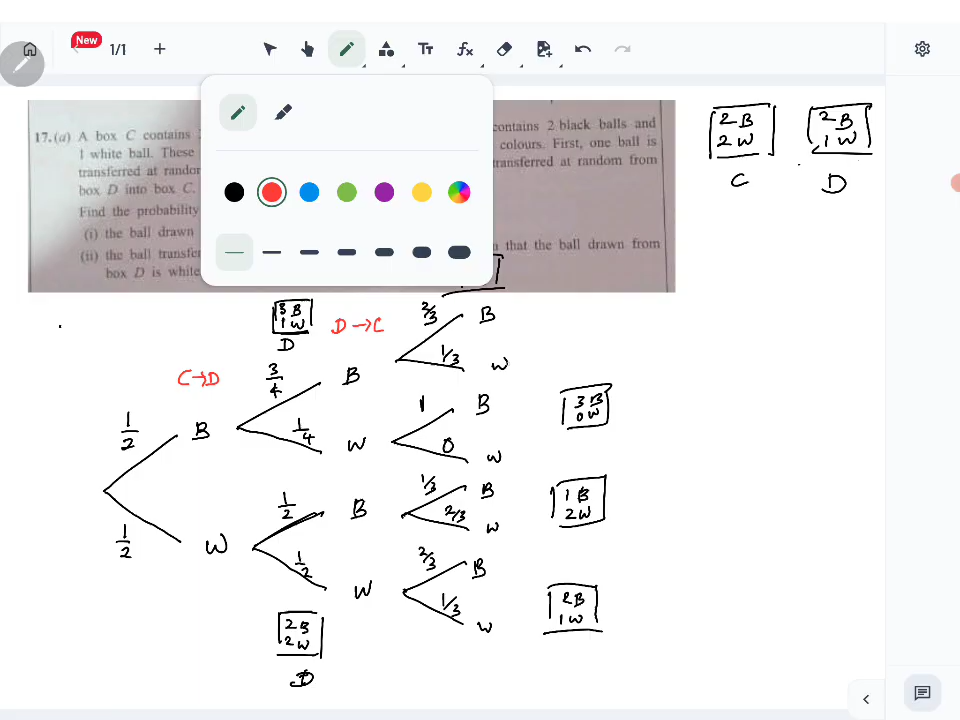 New
1/1
Tт
fx
17.(a) A box C contains
contains 2 black balls and
1 white ball. These
colours. First, one ball is
transferred at random
transferred at random from
box D into box C.
Find the probability
(i) the ball drawn
(ii) the ball transfer
that the ball drawn from
box D is white
2B
2W
C
2B
1W
D
3B
1W
D
D→C
C→D
1/2
B
3/4
B
2/3
B
1/3
W
1/4
W
1
B
0
W
3B
0W
1/2
W
1/2
B
1/3
B
2/3
W
1B
2W
1/2
W
2/3
B
1/3
W
2B
1W
2B
2W
D